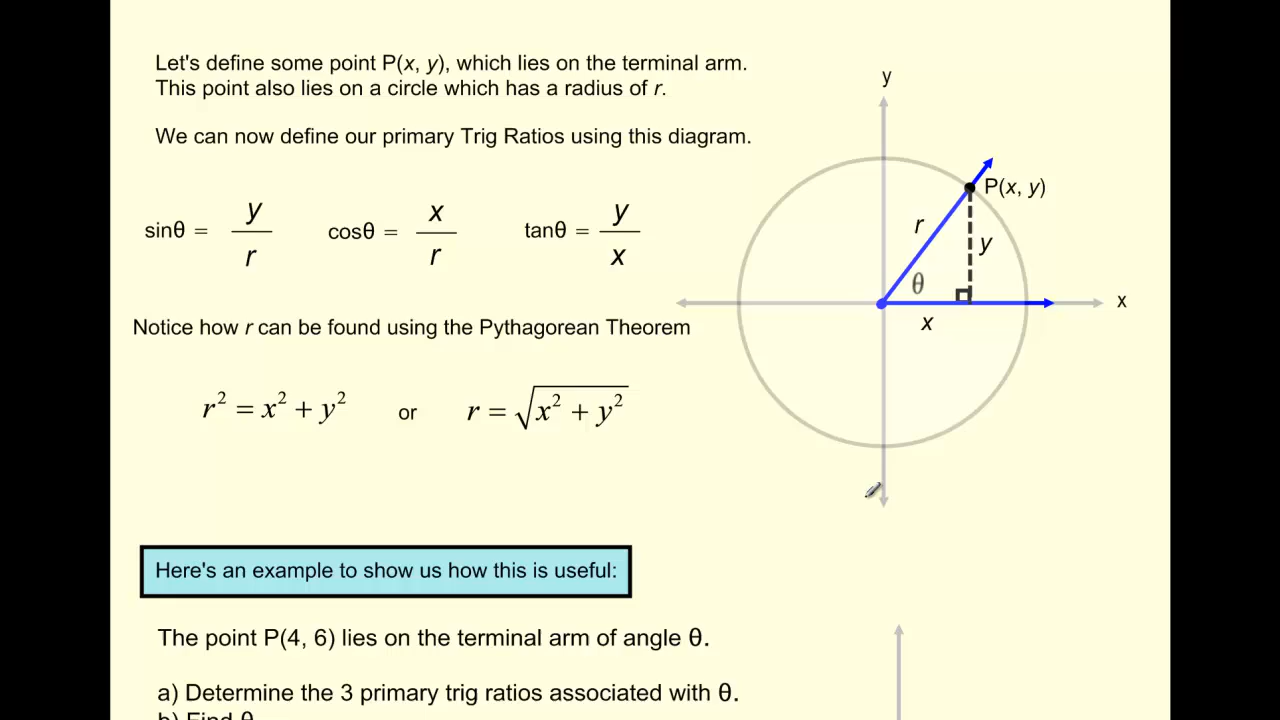 Let's define some point P(x, y), which lies on the terminal arm.
This point also lies on a circle which has a radius of r.
We can now define our primary Trig Ratios using this diagram.
sinθ = y/r cosθ = x/r tanθ = y/x
Notice how r can be found using the Pythagorean Theorem
r² = x² + y² or r = √(x² + y²)
y
P(x, y)
r
y
θ
x
x
Here's an example to show us how this is useful:
The point P(4, 6) lies on the terminal arm of angle θ.
a) Determine the 3 primary trig ratios associated with θ.
b) Find θ